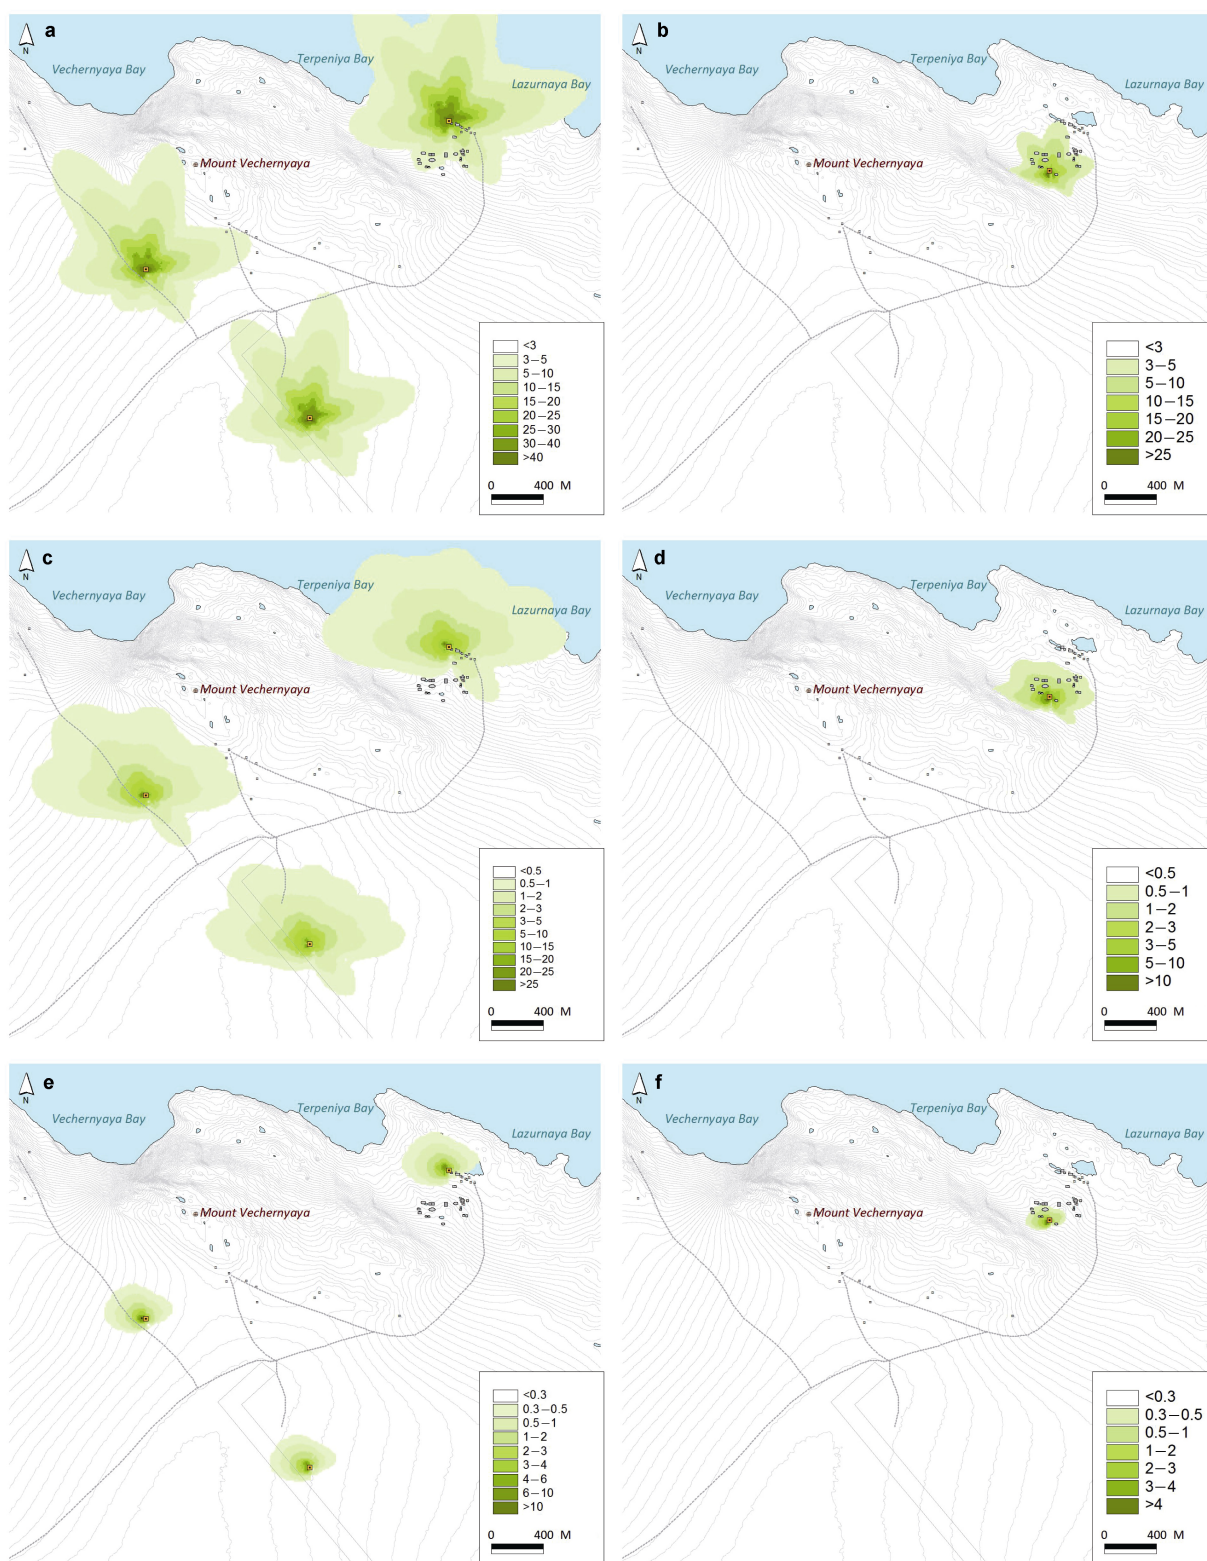 a
N
Vechernyaya Bay
Terpeniya Bay
Lazurnaya Bay
Mount Vechernyaya
<3
3–5
5–10
10–15
15–20
20–25
25–30
30–40
>40
0 400 M
b
N
Vechernyaya Bay
Terpeniya Bay
Lazurnaya Bay
Mount Vechernyaya
<3
3–5
5–10
10–15
15–20
20–25
>25
0 400 M
c
N
Vechernyaya Bay
Terpeniya Bay
Lazurnaya Bay
Mount Vechernyaya
<0.5
0.5–1
1–2
2–3
3–5
5–10
10–15
15–20
20–25
>25
0 400 M
d
N
Vechernyaya Bay
Terpeniya Bay
Lazurnaya Bay
Mount Vechernyaya
<0.5
0.5–1
1–2
2–3
3–5
5–10
>10
0 400 M
e
N
Vechernyaya Bay
Terpeniya Bay
Lazurnaya Bay
Mount Vechernyaya
<0.3
0.3–0.5
0.5–1
1–2
2–3
3–4
4–6
6–10
>10
0 400 M
f
N
Vechernyaya Bay
Terpeniya Bay
Lazurnaya Bay
Mount Vechernyaya
<0.3
0.3–0.5
0.5–1
1–2
2–3
3–4
>4
0 400 M